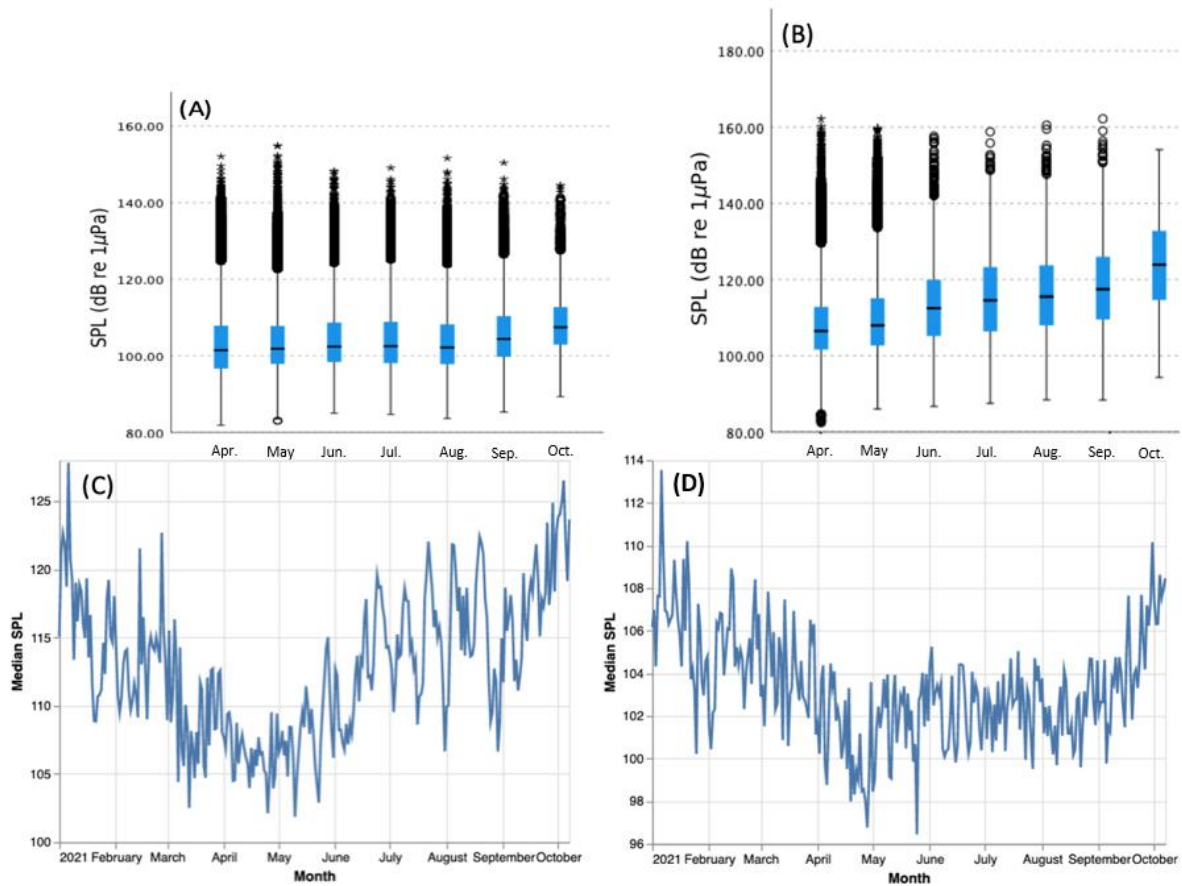 (A)
SPL (dB re 1µPa)
160.00
140.00
120.00
100.00
80.00
Apr. May Jun. Jul. Aug. Sep. Oct.
(B)
SPL (dB re 1µPa)
180.00
160.00
140.00
120.00
100.00
80.00
Apr. May Jun. Jul. Aug. Sep. Oct.
(C)
Median SPL
125
120
115
110
105
100
2021 February March April May June July August September October
Month
(D)
Median SPL
114
112
110
108
106
104
102
100
98
96
2021 February March April May June July August September October
Month